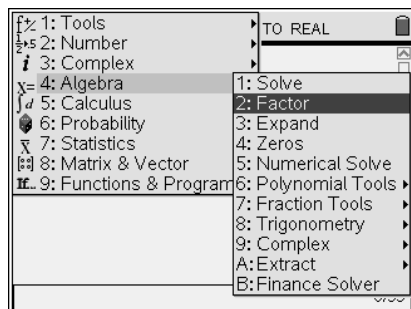 1: Tools
TO REAL
2: Number
3: Complex
4: Algebra
5: Calculus
6: Probability
7: Statistics
8: Matrix & Vector
9: Functions & Program
1: Solve
2: Factor
3: Expand
4: Zeros
5: Numerical Solve
6: Polynomial Tools
7: Fraction Tools
8: Trigonometry
9: Complex
A: Extract
B: Finance Solver